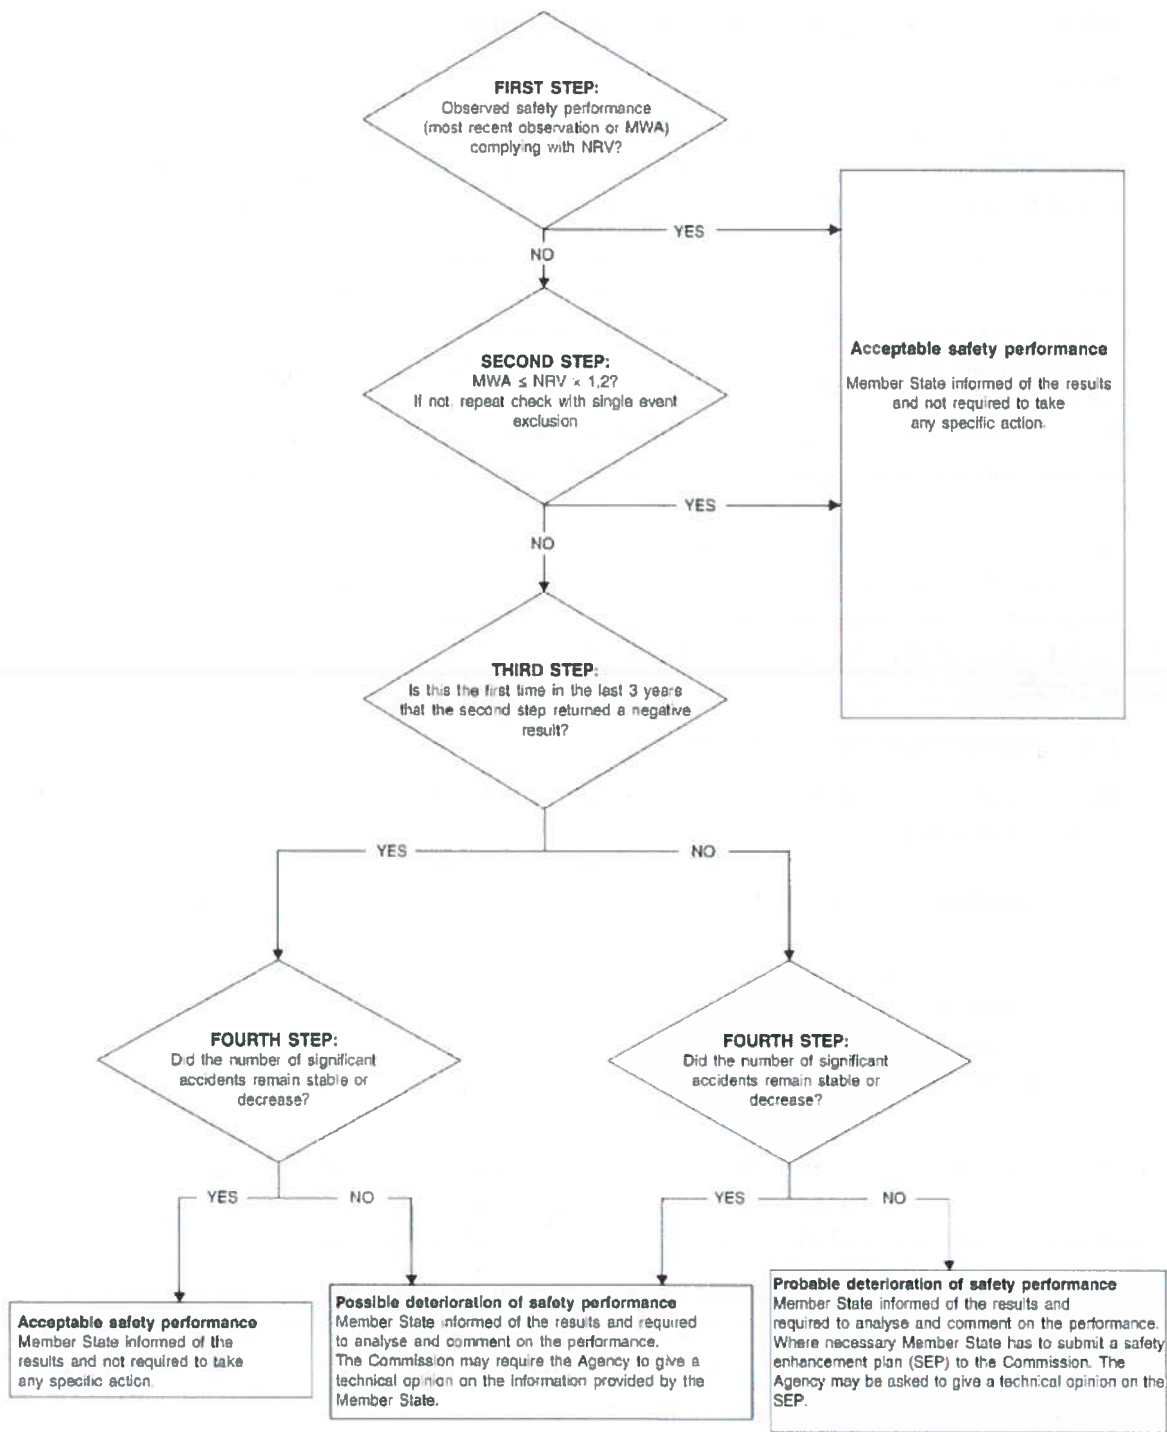 FIRST STEP:
Observed safety performance
(most recent observation or MWA)
complying with NRV?
YES
NO
SECOND STEP:
MWA ≤ NRV × 1,2?
If not, repeat check with single event
exclusion
Acceptable safety performance
Member State informed of the results
and not required to take
any specific action.
YES
NO
THIRD STEP:
Is this the first time in the last 3 years
that the second step returned a negative
result?
YES
NO
FOURTH STEP:
Did the number of significant
accidents remain stable or
decrease?
FOURTH STEP:
Did the number of significant
accidents remain stable or
decrease?
YES
NO
YES
NO
Acceptable safety performance
Member State informed of the
results and not required to take
any specific action.
Possible deterioration of safety performance
Member State informed of the results and required
to analyse and comment on the performance.
The Commission may require the Agency to give a
technical opinion on the information provided by the
Member State.
Probable deterioration of safety performance
Member State informed of the results and
required to analyse and comment on the performance.
Where necessary Member State has to submit a safety
enhancement plan (SEP) to the Commission. The
Agency may be asked to give a technical opinion on the
SEP.